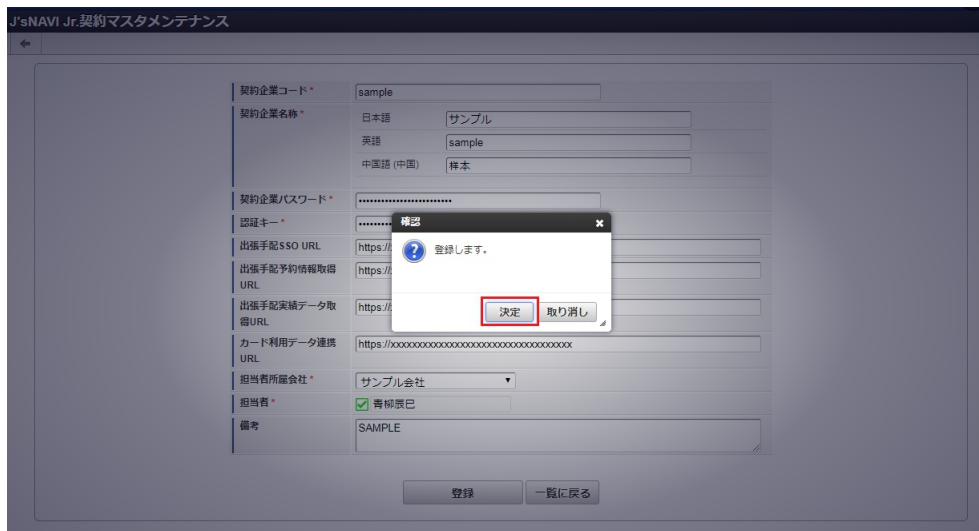 J'sNAVI Jr.契約マスタメンテナンス
契約企業コード* sample
契約企業名称* 日本語 サンプル
英語 sample
中国語 (中国) 样本
契約企業パスワード*
認証キー*
出張手配SSO URL https://
出張手配予約情報取得
URL
https://
出張手配実績データ取
得URL
https://
カード利用データ連携
URL
https://xxxxxxxxxxxxxxxxxxxxxxxxxxxxxxxxxx
担当者所属会社* サンプル会社
担当者* 青柳辰巳
備考 SAMPLE
確認
登録します。
決定 取り消し
登録 一覧に戻る